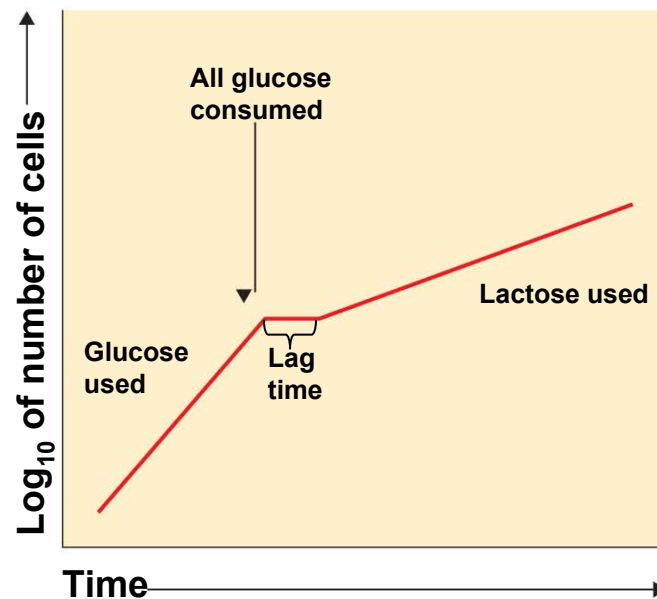 Log₁₀ of number of cells
All glucose
consumed
Glucose
used
Lag
time
Lactose used
Time